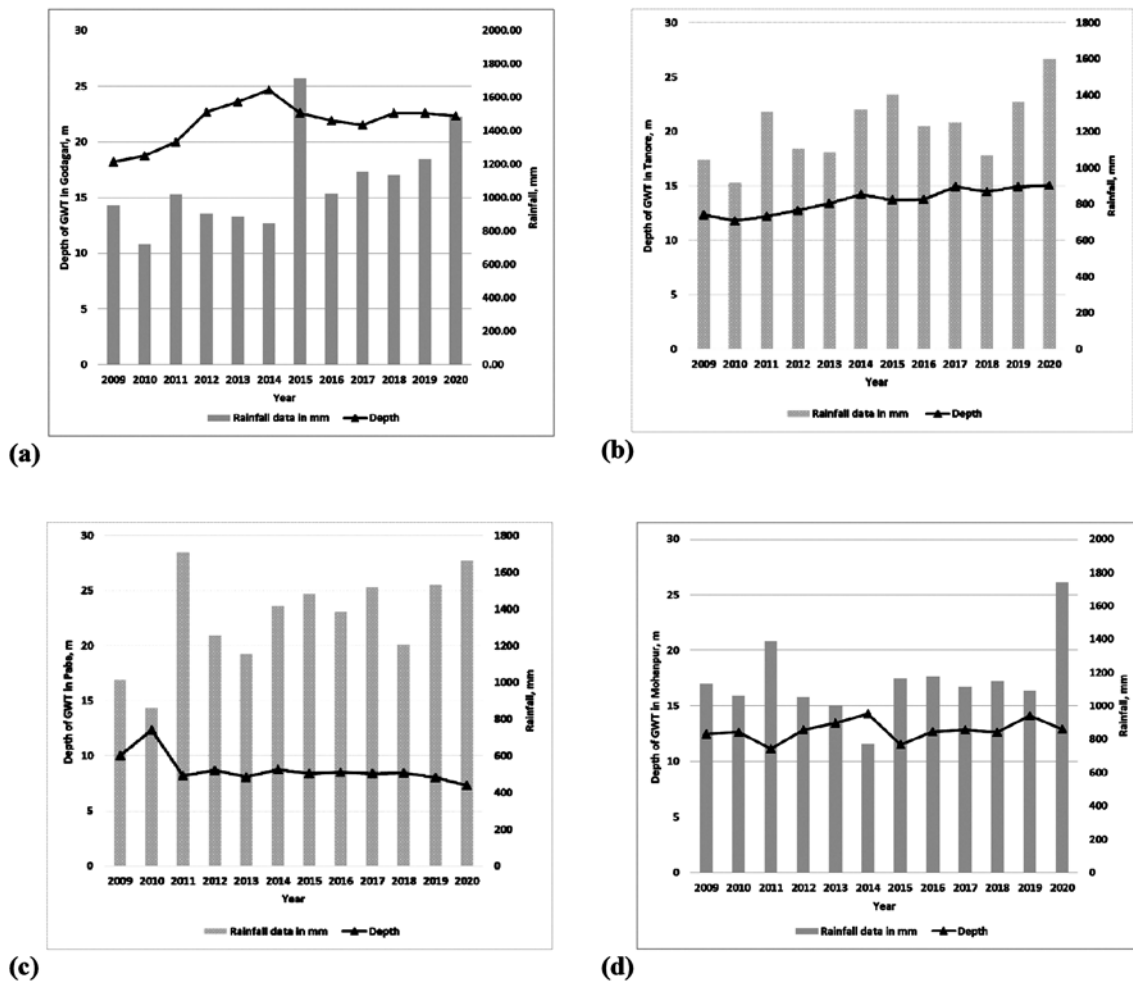 30 2000.00
25 1800.00
20 1600.00
15 1400.00
10 1200.00
5 1000.00
0 800.00
600.00
400.00
200.00
0.00
Depth of GWT in Godagari, m
Rainfall, mm
2009 2010 2011 2012 2013 2014 2015 2016 2017 2018 2019 2020
Year
Rainfall data in mm Depth
(a)
30 1800
25 1600
20 1400
15 1200
10 1000
5 800
0 600
400
200
0
Depth of GWT in Tanore, m
Rainfall, mm
2009 2010 2011 2012 2013 2014 2015 2016 2017 2018 2019 2020
Year
Rainfall data in mm Depth
(b)
30 1800
25 1600
20 1400
15 1200
10 1000
5 800
0 600
400
200
0
Depth of GWT in Paba, m
Rainfall, mm
2009 2010 2011 2012 2013 2014 2015 2016 2017 2018 2019 2020
Year
Rainfall data in mm Depth
(c)
30 2000
25 1800
20 1600
15 1400
10 1200
5 1000
0 800
600
400
200
0
Depth of GWT in Mohanpur, m
Rainfall, mm
2009 2010 2011 2012 2013 2014 2015 2016 2017 2018 2019 2020
Year
Rainfall data in mm Depth
(d)